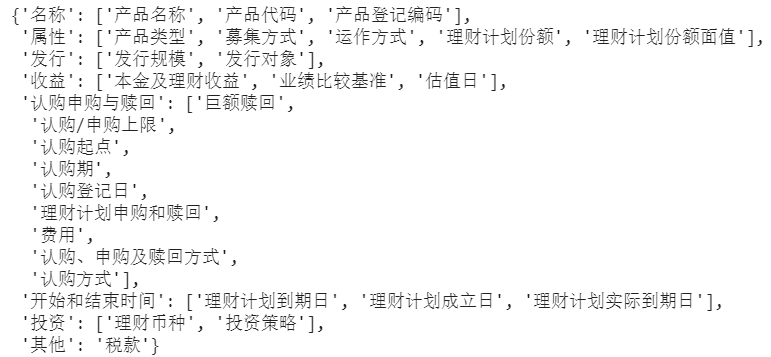 {'名称': ['产品名称', '产品代码', '产品登记编码'],
'属性': ['产品类型', '募集方式', '运作方式', '理财计划份额', '理财计划份额面值'],
'发行': ['发行规模', '发行对象'],
'收益': ['本金及理财收益', '业绩比较基准', '估值日'],
'认购申购与赎回': ['巨额赎回',
'认购/申购上限',
'认购起点',
'认购期',
'认购登记日',
'理财计划申购和赎回',
'费用',
'认购、申购及赎回方式',
'认购方式'],
'开始和结束时间': ['理财计划到期日', '理财计划成立日', '理财计划实际到期日'],
'投资': ['理财币种', '投资策略'],
'其他': '税款'}